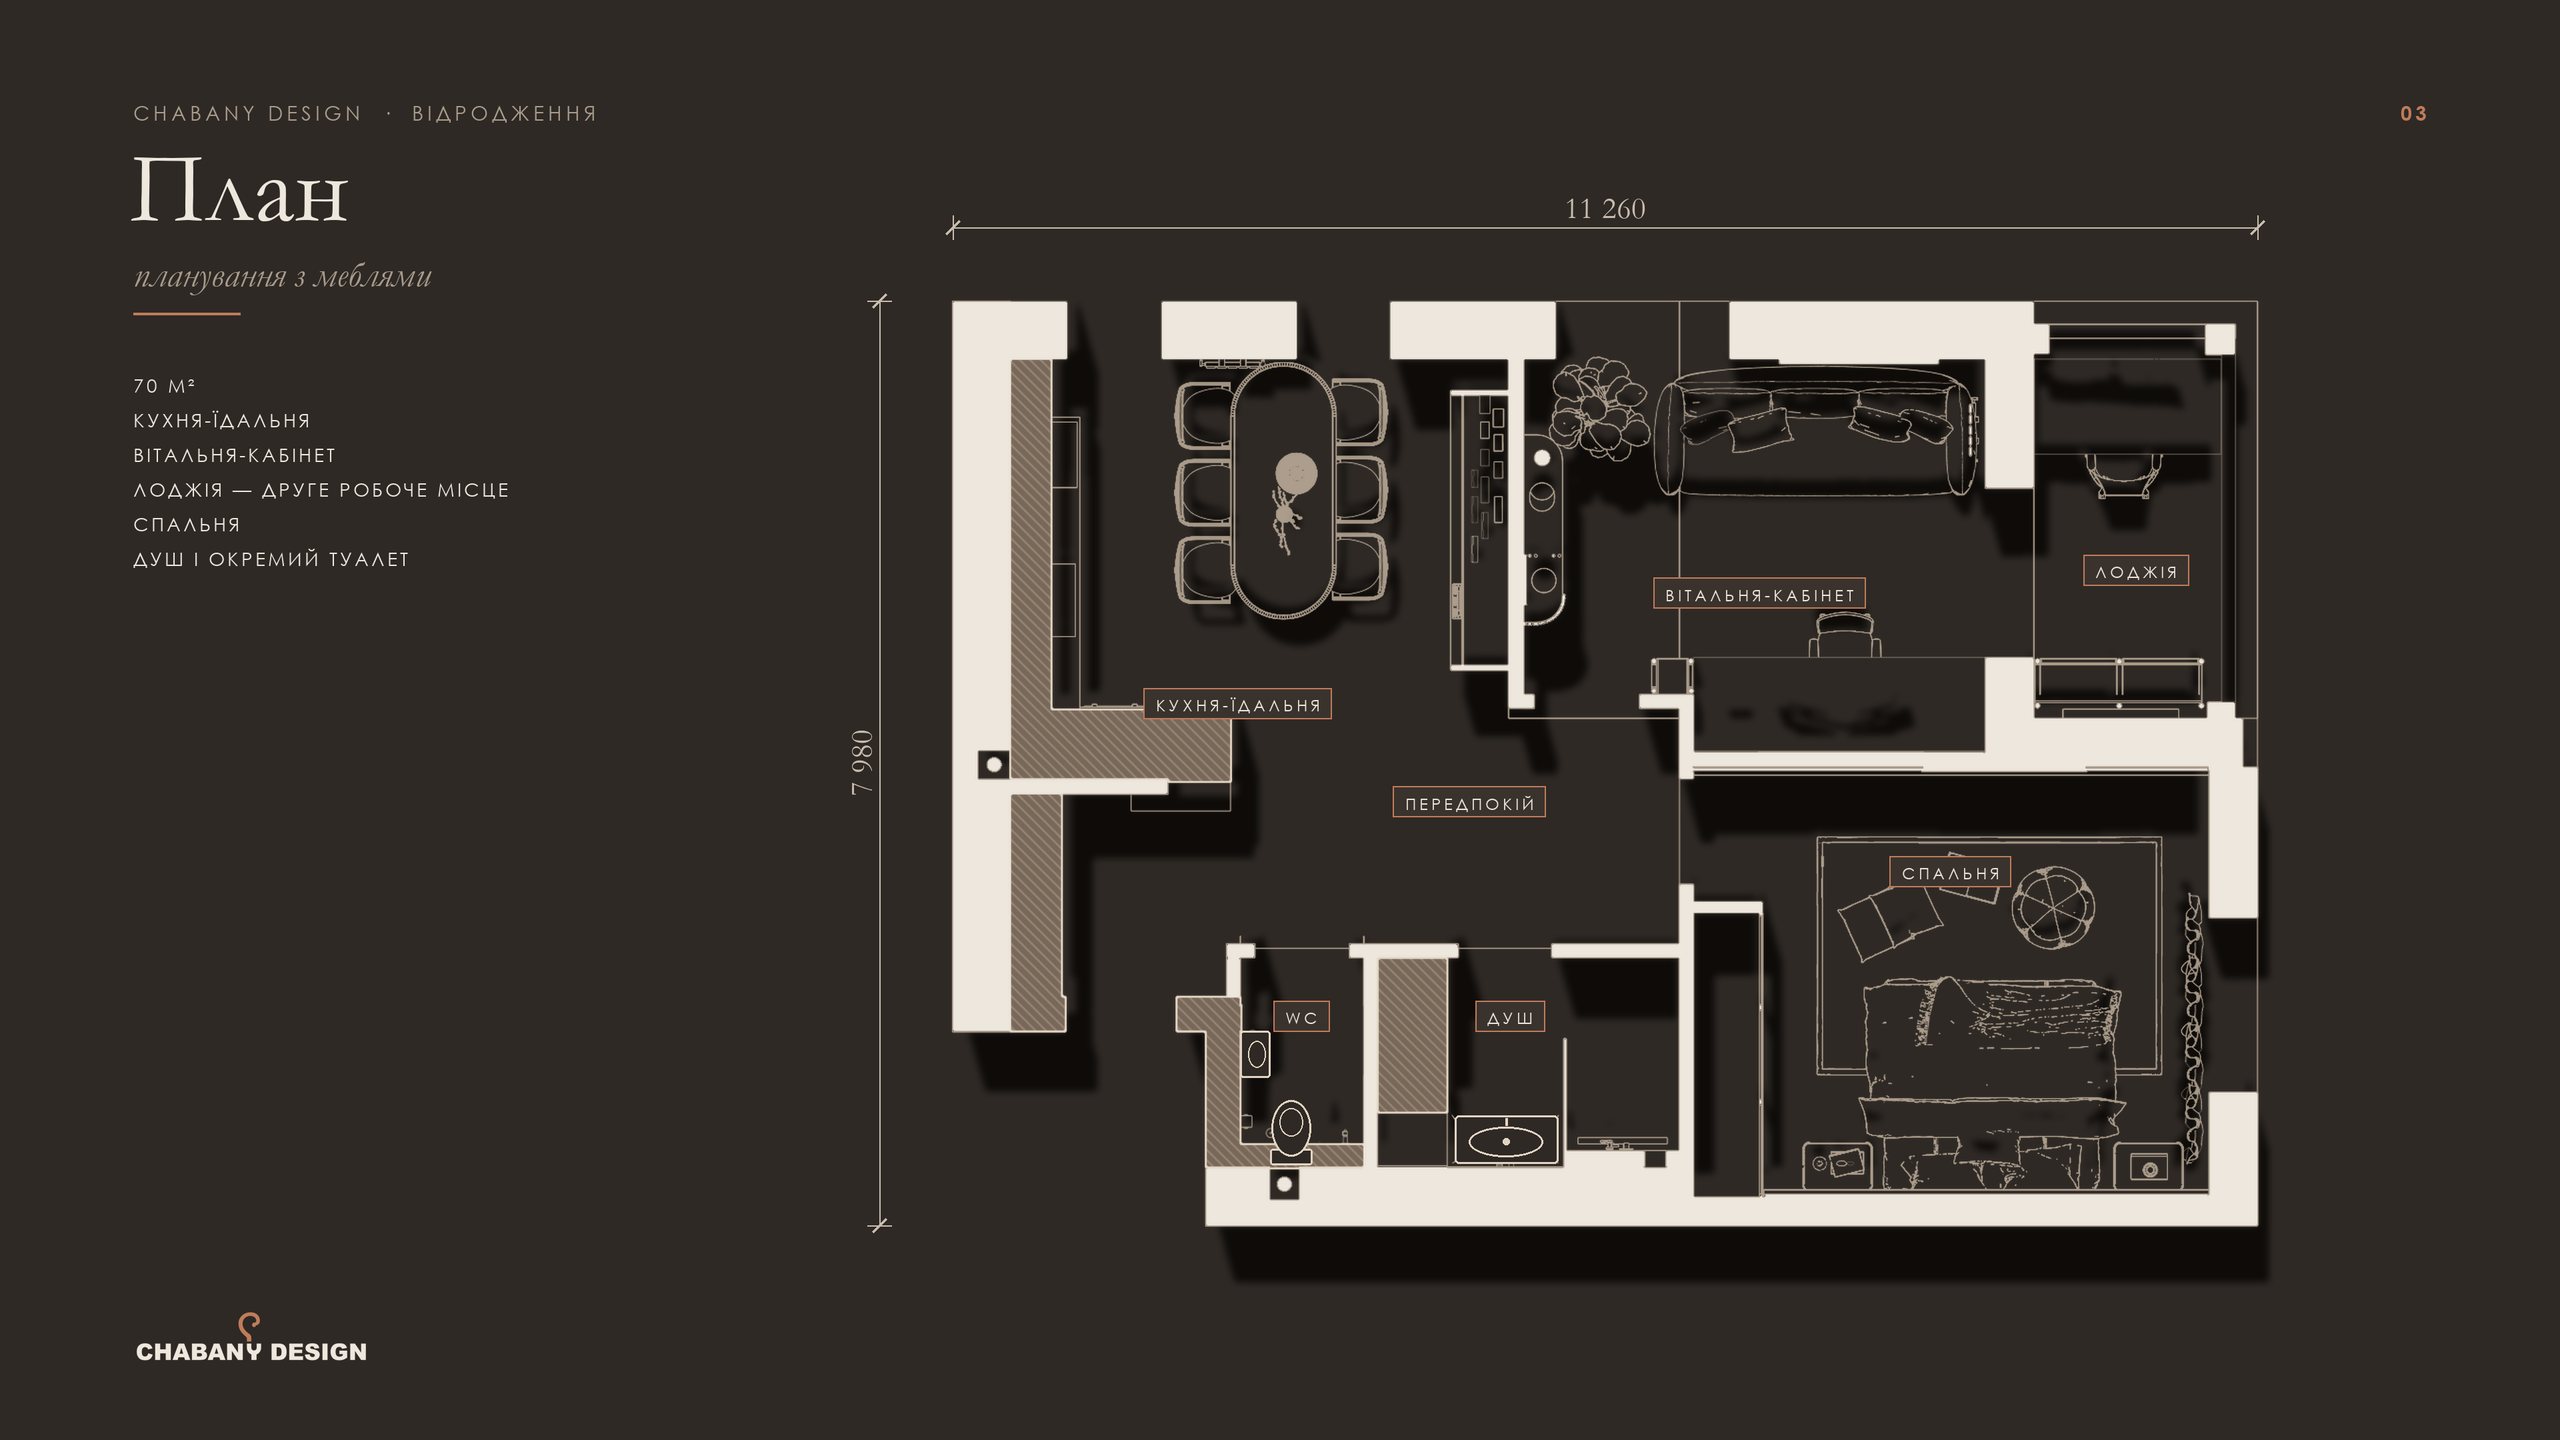 CHABANY DESIGN · ВІДРОДЖЕННЯ
03
План
планування з меблями
70 М²
КУХНЯ-ЇДАЛЬНЯ
ВІТАЛЬНЯ-КАБІНЕТ
ЛОДЖІЯ — ДРУГЕ РОБОЧЕ МІСЦЕ
СПАЛЬНЯ
ДУШ І ОКРЕМИЙ ТУАЛЕТ
11 260
7 980
ЛОДЖІЯ
ВІТАЛЬНЯ-КАБІНЕТ
КУХНЯ-ЇДАЛЬНЯ
ПЕРЕДПОКІЙ
СПАЛЬНЯ
WC
ДУШ
CHABANY DESIGN